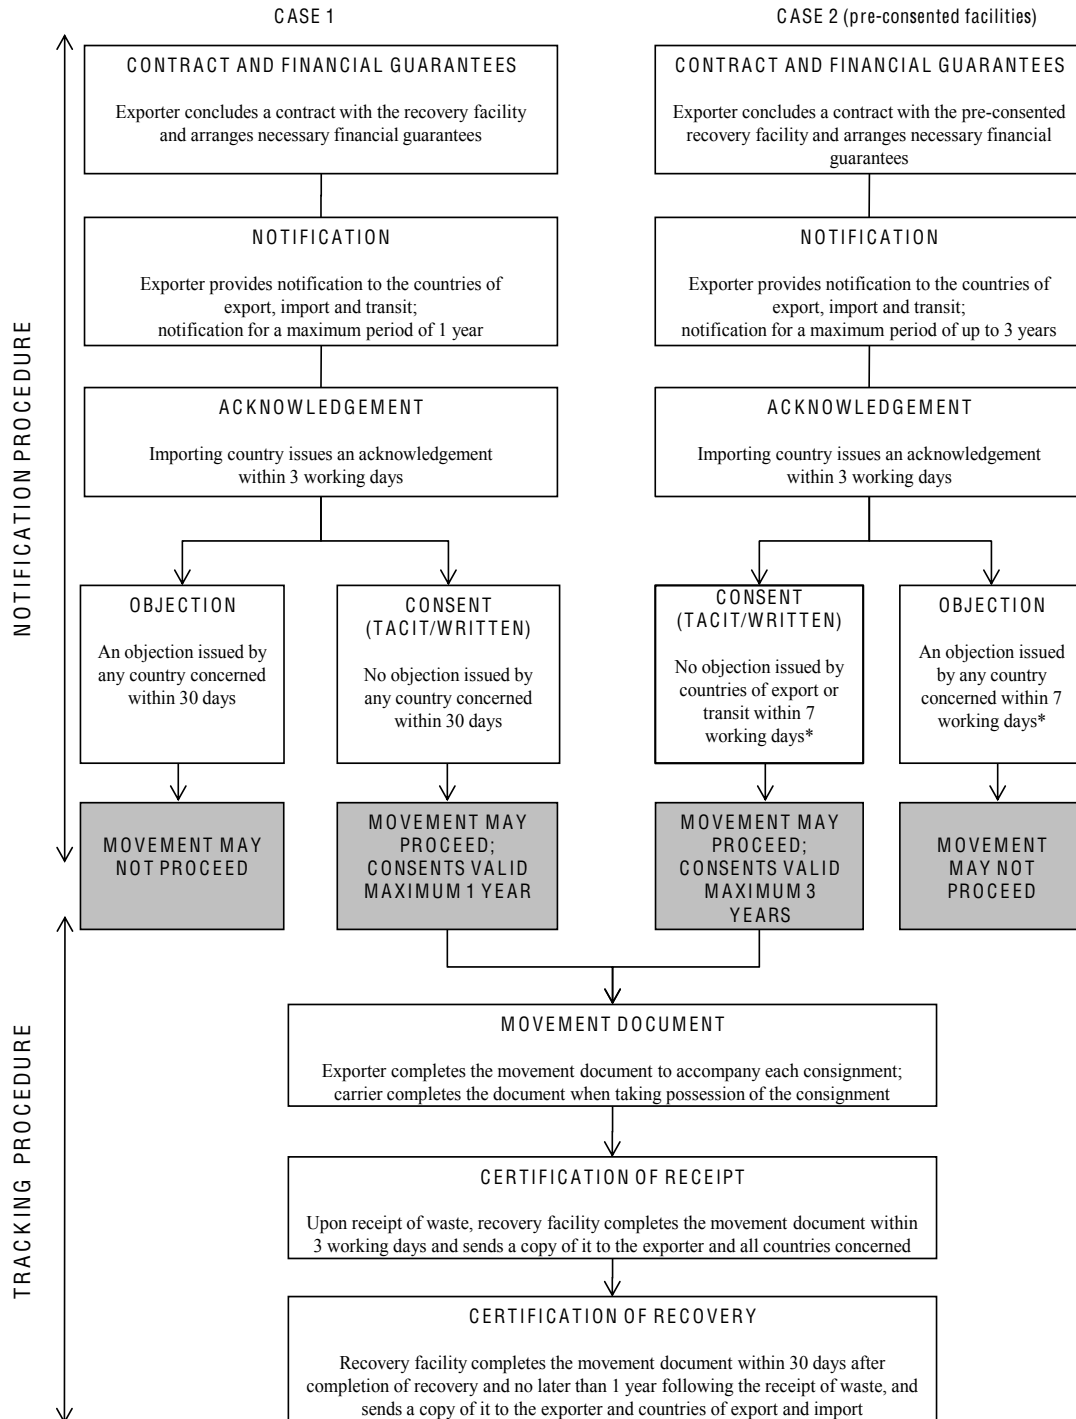 CASE 1
CASE 2 (pre-consented facilities)
NOTIFICATION PROCEDURE
CONTRACT AND FINANCIAL GUARANTEES
Exporter concludes a contract with the recovery facility
and arranges necessary financial guarantees
CONTRACT AND FINANCIAL GUARANTEES
Exporter concludes a contract with the pre-consented
recovery facility and arranges necessary financial
guarantees
NOTIFICATION
Exporter provides notification to the countries of
export, import and transit;
notification for a maximum period of 1 year
NOTIFICATION
Exporter provides notification to the countries of
export, import and transit;
notification for a maximum period of up to 3 years
ACKNOWLEDGEMENT
Importing country issues an acknowledgement
within 3 working days
ACKNOWLEDGEMENT
Importing country issues an acknowledgement
within 3 working days
OBJECTION
An objection issued by
any country concerned
within 30 days
CONSENT
(TACIT/WRITTEN)
No objection issued by
any country concerned
within 30 days
CONSENT
(TACIT/WRITTEN)
No objection issued by
countries of export or
transit within 7
working days*
OBJECTION
An objection issued
by any country
concerned within 7
working days*
MOVEMENT MAY
NOT PROCEED
MOVEMENT MAY
PROCEED;
CONSENTS VALID
MAXIMUM 1 YEAR
MOVEMENT MAY
PROCEED;
CONSENTS VALID
MAXIMUM 3
YEARS
MOVEMENT
MAY NOT
PROCEED
TRACKING PROCEDURE
MOVEMENT DOCUMENT
Exporter completes the movement document to accompany each consignment;
carrier completes the document when taking possession of the consignment
CERTIFICATION OF RECEIPT
Upon receipt of waste, recovery facility completes the movement document within
3 working days and sends a copy of it to the exporter and all countries concerned
CERTIFICATION OF RECOVERY
Recovery facility completes the movement document within 30 days after
completion of recovery and no later than 1 year following the receipt of waste, and
sends a copy of it to the exporter and countries of export and import